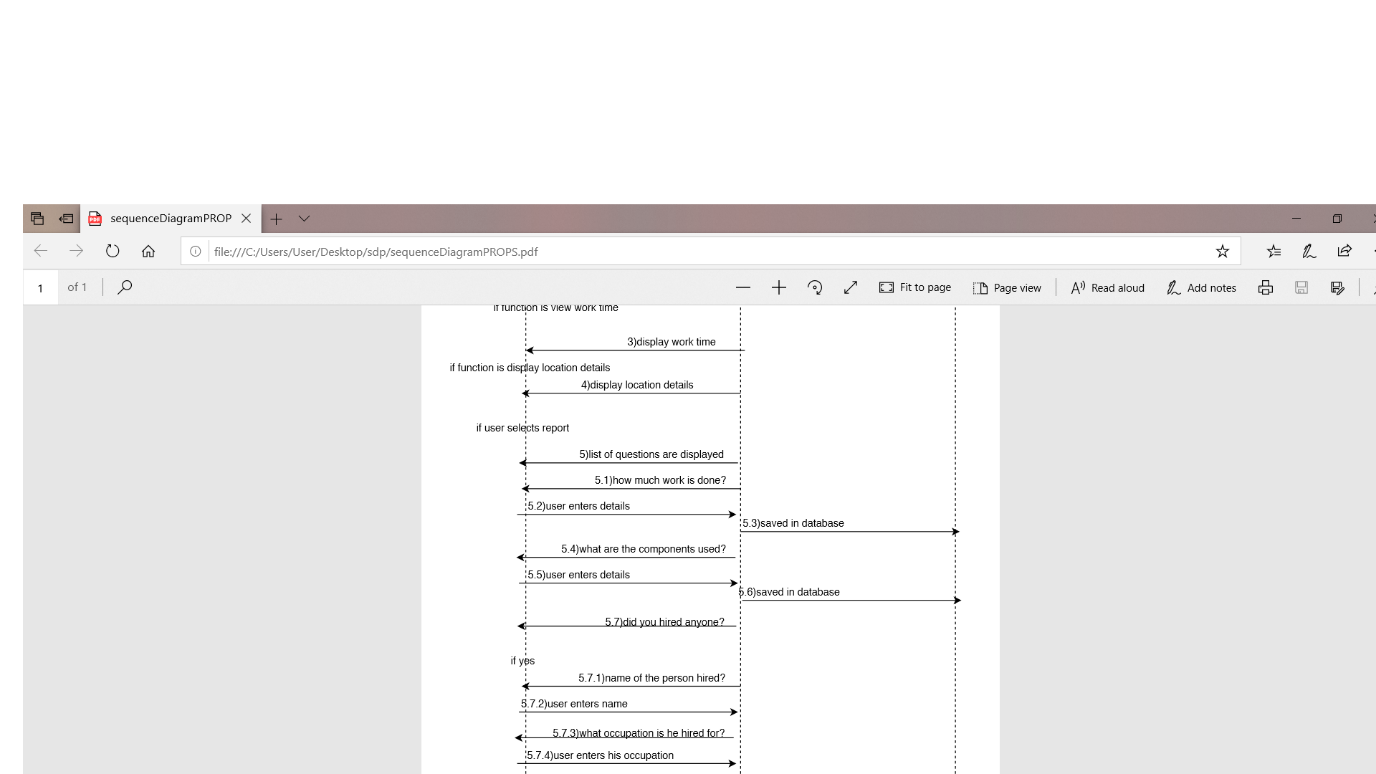 sequenceDiagramPROP
file:///C:/Users/User/Desktop/sdp/sequenceDiagramPROPS.pdf
1 of 1
Fit to page
Page view
Read aloud
Add notes
if function is view work time
3)display work time
if function is display location details
4)display location details
if user selects report
5)list of questions are displayed
5.1)how much work is done?
5.2)user enters details
5.3)saved in database
5.4)what are the components used?
5.5)user enters details
5.6)saved in database
5.7)did you hired anyone?
if yes
5.7.1)name of the person hired?
5.7.2)user enters name
5.7.3)what occupation is he hired for?
5.7.4)user enters his occupation